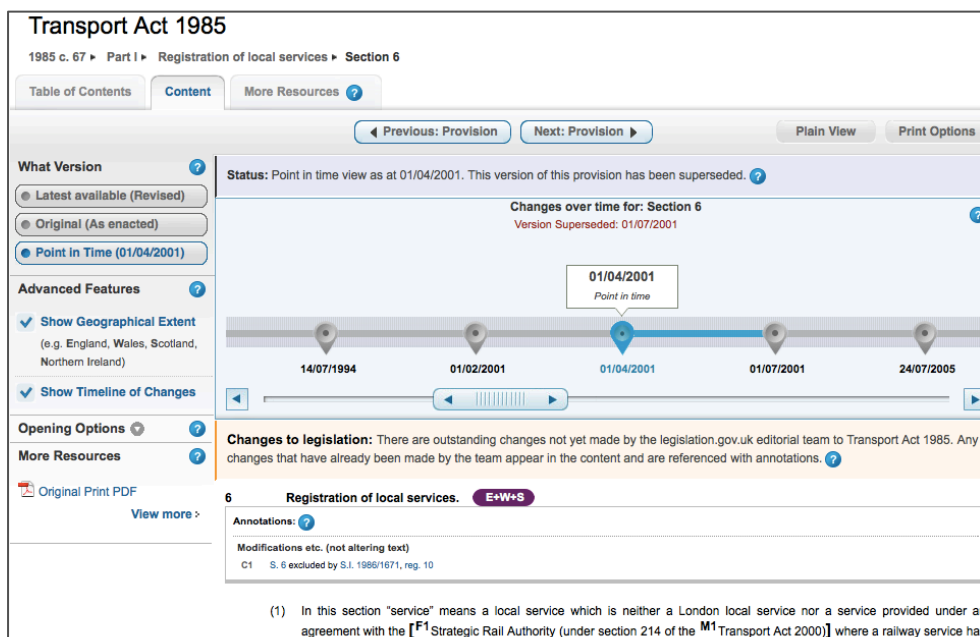 Transport Act 1985
1985 c. 67 ▸ Part I ▸ Registration of local services ▸ Section 6
Table of Contents
Content
More Resources ?
Previous: Provision
Next: Provision
Plain View
Print Options
What Version ?
Latest available (Revised)
Original (As enacted)
Point in Time (01/04/2001)
Advanced Features ?
Show Geographical Extent
(e.g. England, Wales, Scotland,
Northern Ireland)
Show Timeline of Changes
Opening Options ?
More Resources ?
Original Print PDF
View more
Status: Point in time view as at 01/04/2001. This version of this provision has been superseded. ?
Changes over time for: Section 6
?
Version Superseded: 01/07/2001
01/04/2001
Point in time
14/07/1994
01/02/2001
01/04/2001
01/07/2001
24/07/2005
Changes to legislation: There are outstanding changes not yet made by the legislation.gov.uk editorial team to Transport Act 1985. Any
changes that have already been made by the team appear in the content and are referenced with annotations. ?
6 Registration of local services. E+W+S
Annotations: ?
Modifications etc. (not altering text)
C1 S. 6 excluded by S.I. 1986/1671, reg. 10
(1) In this section "service" means a local service which is neither a London local service nor a service provided under a
agreement with the [F1 Strategic Rail Authority (under section 214 of the M1 Transport Act 2000)] where a railway service ha